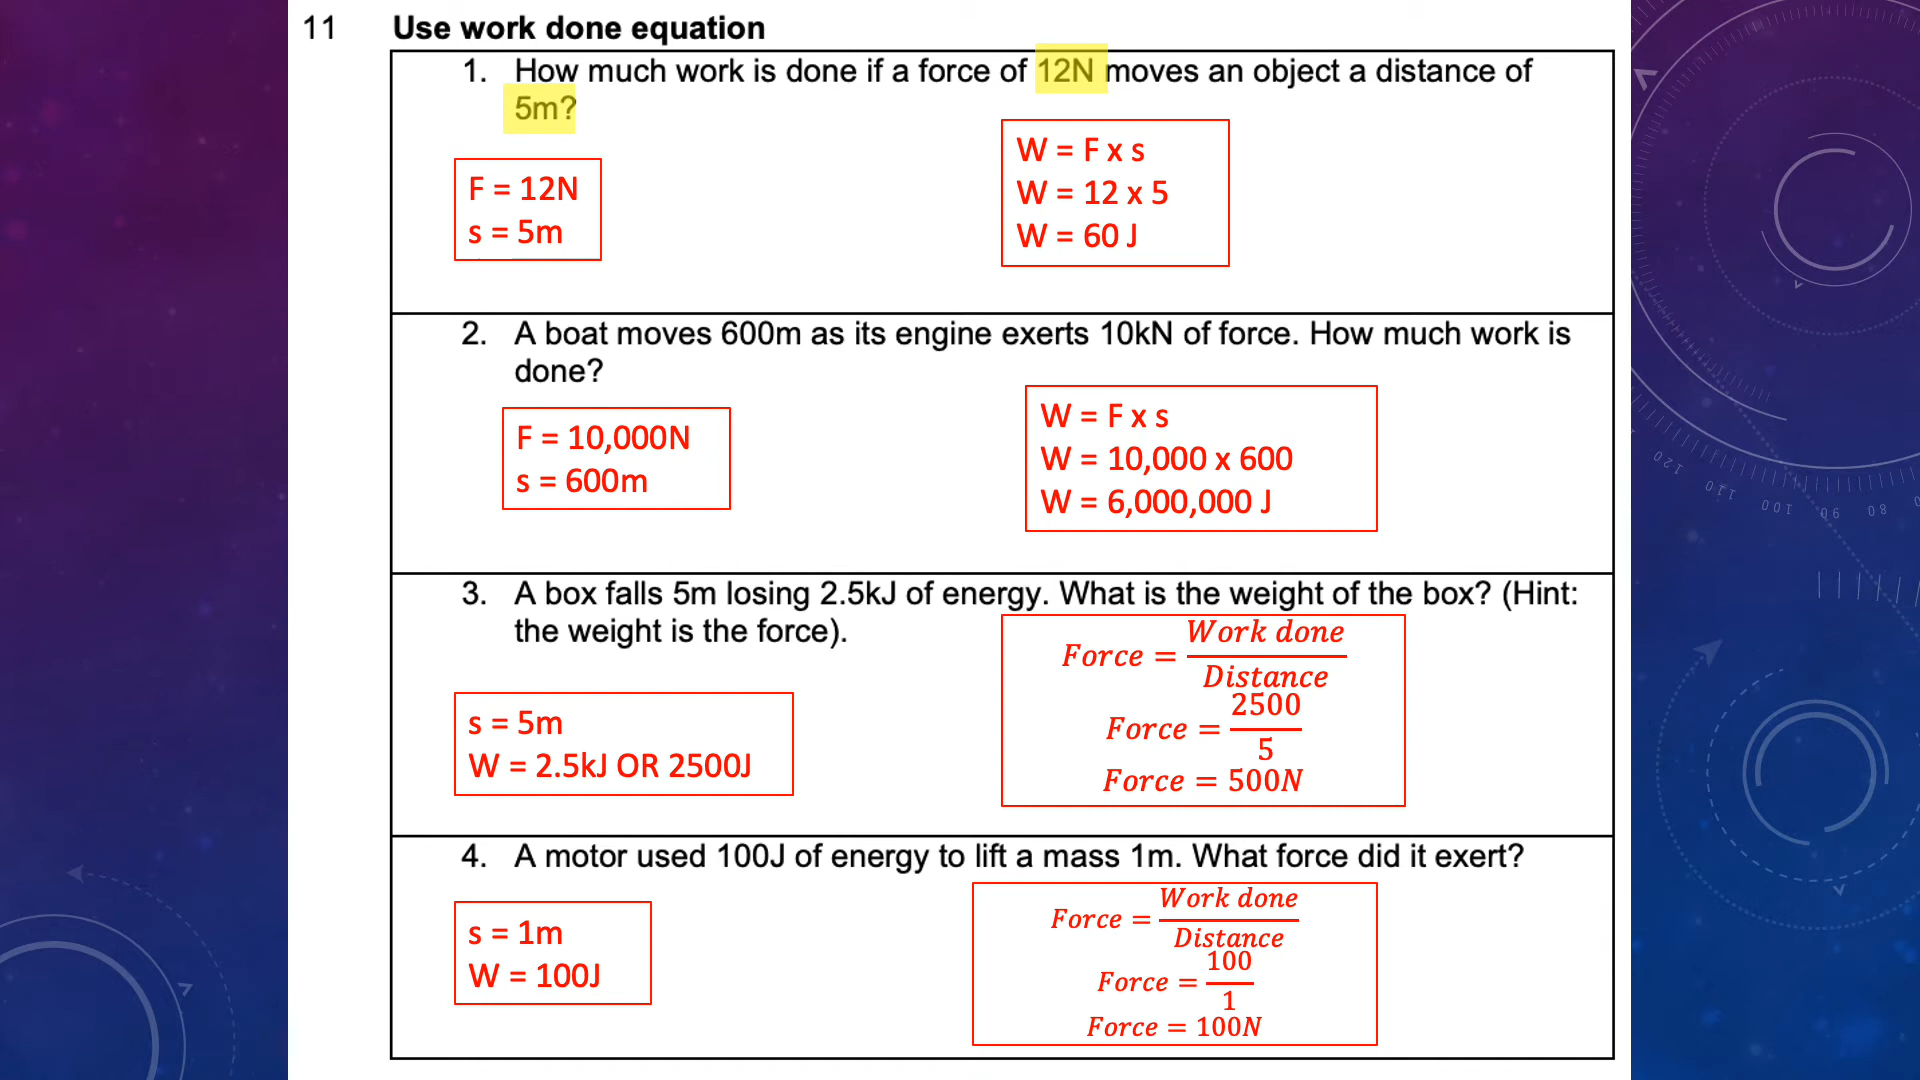 11 Use work done equation
1. How much work is done if a force of 12N moves an object a distance of
5m?
F = 12N
s = 5m
W = F x s
W = 12 x 5
W = 60 J
2. A boat moves 600m as its engine exerts 10kN of force. How much work is
done?
F = 10,000N
s = 600m
W = F x s
W = 10,000 x 600
W = 6,000,000 J
3. A box falls 5m losing 2.5kJ of energy. What is the weight of the box? (Hint:
the weight is the force).
s = 5m
W = 2.5kJ OR 2500J
Force = Work done / Distance
Force = 2500 / 5
Force = 500N
4. A motor used 100J of energy to lift a mass 1m. What force did it exert?
s = 1m
W = 100J
Force = Work done / Distance
Force = 100 / 1
Force = 100N
120 110 100 90 80